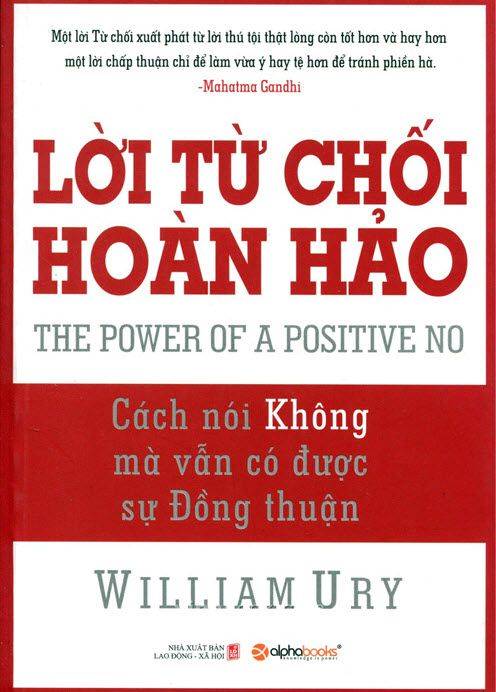 Một lời Từ chối xuất phát từ lời thú tội thật lòng còn tốt hơn và hay hơn
một lời chấp thuận chỉ để làm vừa ý hay tệ hơn để tránh phiền hà.
-Mahatma Gandhi
LỜI TỪ CHỐI
HOÀN HẢO
THE POWER OF A POSITIVE NO
Cách nói Không
mà vẫn có được
sự Đồng thuận
WILLIAM URY
NHÀ XUẤT BẢN
LAO ĐỘNG - XÃ HỘI
alphabooks®
knowledge is power